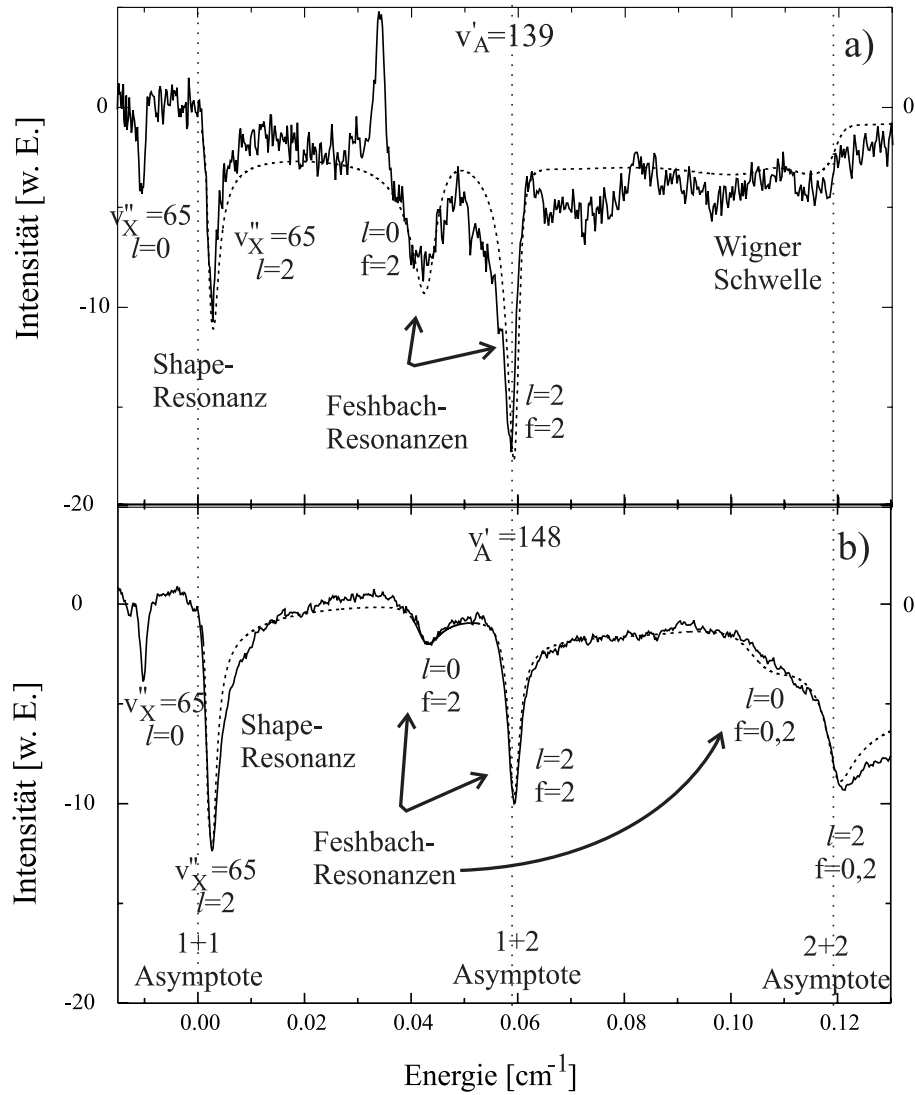 v'A=139
a)
Intensität [w. E.]
0
-10
-20
0
v''X=65
l=0
v''X=65
l=2
l=0
f=2
Wigner
Schwelle
Shape-
Resonanz
Feshbach-
Resonanzen
l=2
f=2
v'A=148
b)
Intensität [w. E.]
0
-10
-20
0
v''X=65
l=0
Shape-
Resonanz
l=0
f=2
l=0
f=0,2
l=2
f=2
Feshbach-
Resonanzen
v''X=65
l=2
l=2
f=0,2
1+1
Asymptote
1+2
Asymptote
2+2
Asymptote
0.00 0.02 0.04 0.06 0.08 0.10 0.12
Energie [cm-1]